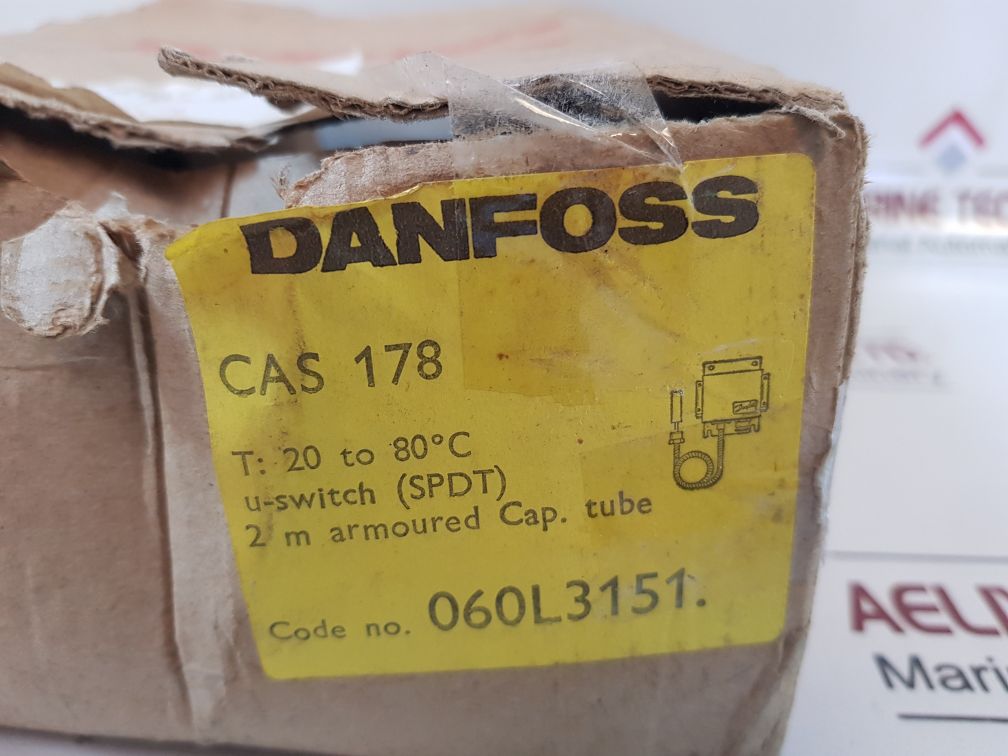 DANFOSS
CAS 178
T: 20 to 80°C
u-switch (SPDT)
2 m armoured Cap. tube
Code no. 060L3151.